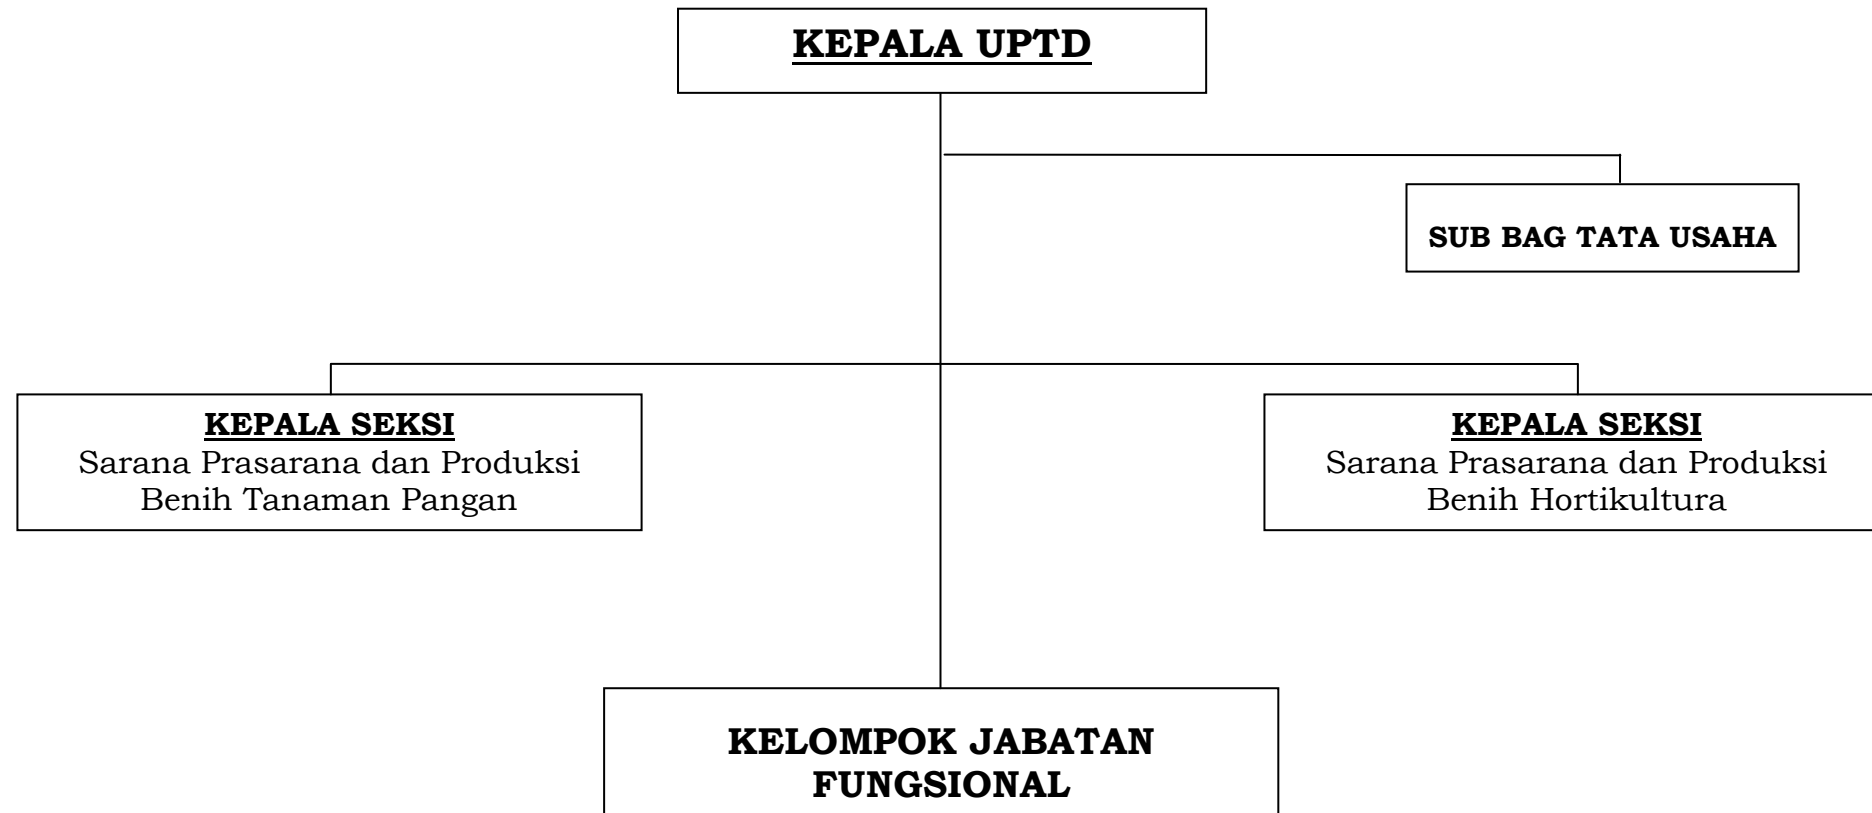 KEPALA UPTD
SUB BAG TATA USAHA
KEPALA SEKSI
Sarana Prasarana dan Produksi
Benih Tanaman Pangan
KEPALA SEKSI
Sarana Prasarana dan Produksi
Benih Hortikultura
KELOMPOK JABATAN
FUNGSIONAL